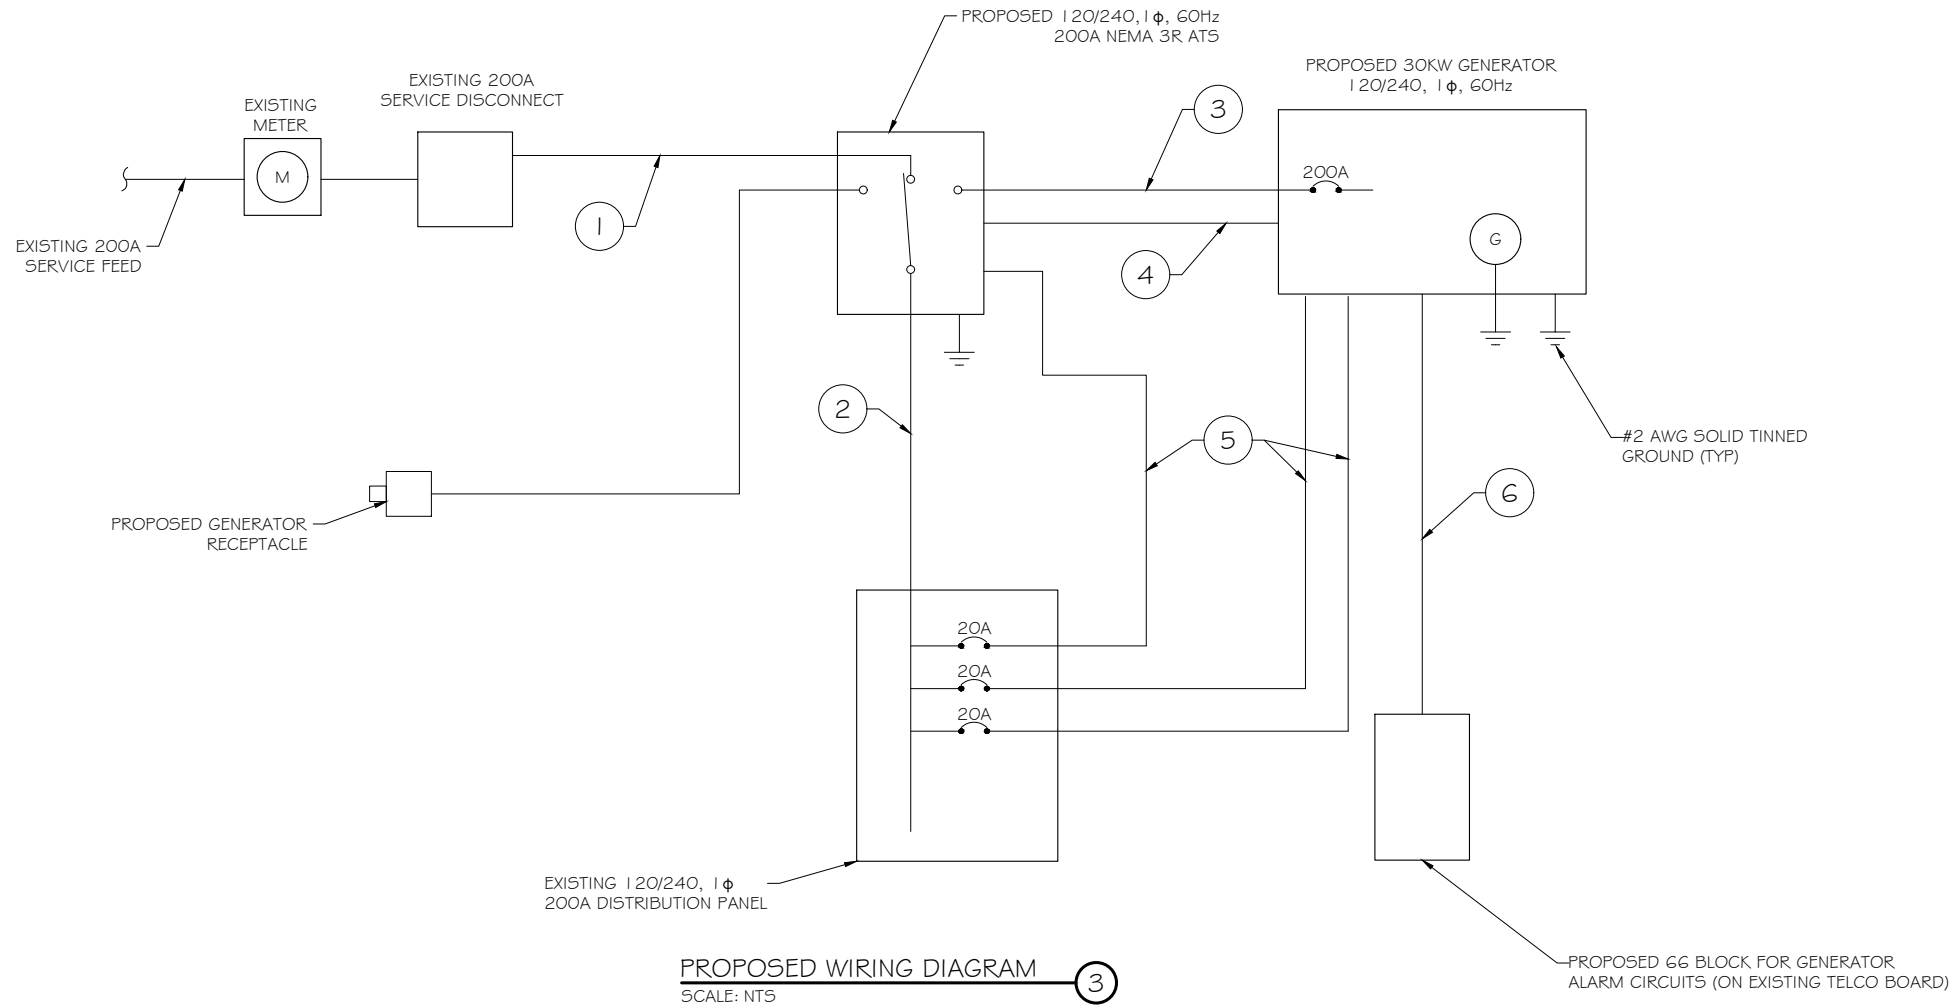 PROPOSED 120/240, 1ϕ, 60Hz
200A NEMA 3R ATS
PROPOSED 30KW GENERATOR
120/240, 1ϕ, 60Hz
EXISTING 200A
SERVICE DISCONNECT
EXISTING
METER
M
3
200A
1
G
EXISTING 200A
SERVICE FEED
4
2
5
#2 AWG SOLID TINNED
GROUND (TYP)
6
PROPOSED GENERATOR
RECEPTACLE
20A
20A
20A
EXISTING 120/240, 1ϕ
200A DISTRIBUTION PANEL
PROPOSED 66 BLOCK FOR GENERATOR
ALARM CIRCUITS (ON EXISTING TELCO BOARD)
PROPOSED WIRING DIAGRAM
SCALE: NTS
3